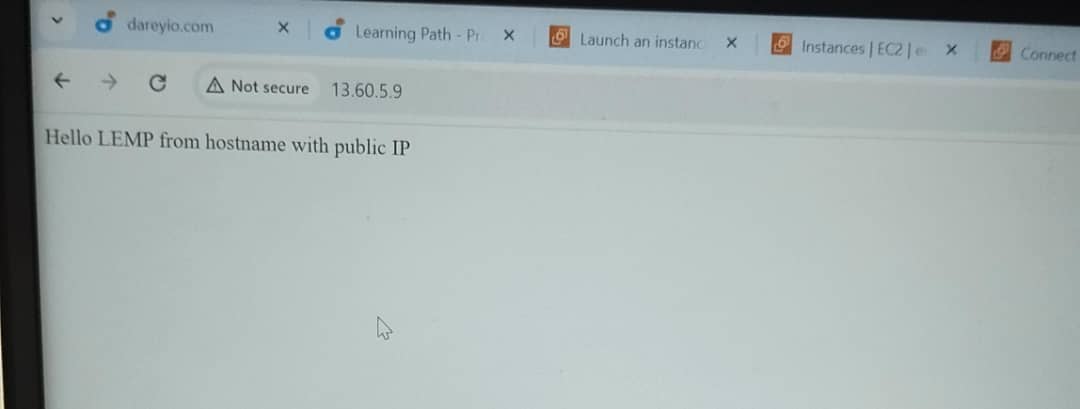 dareyio.com
Learning Path - Pr
Launch an instanc
Instances | EC2 | e
Connect
Not secure
13.60.5.9
Hello LEMP from hostname with public IP